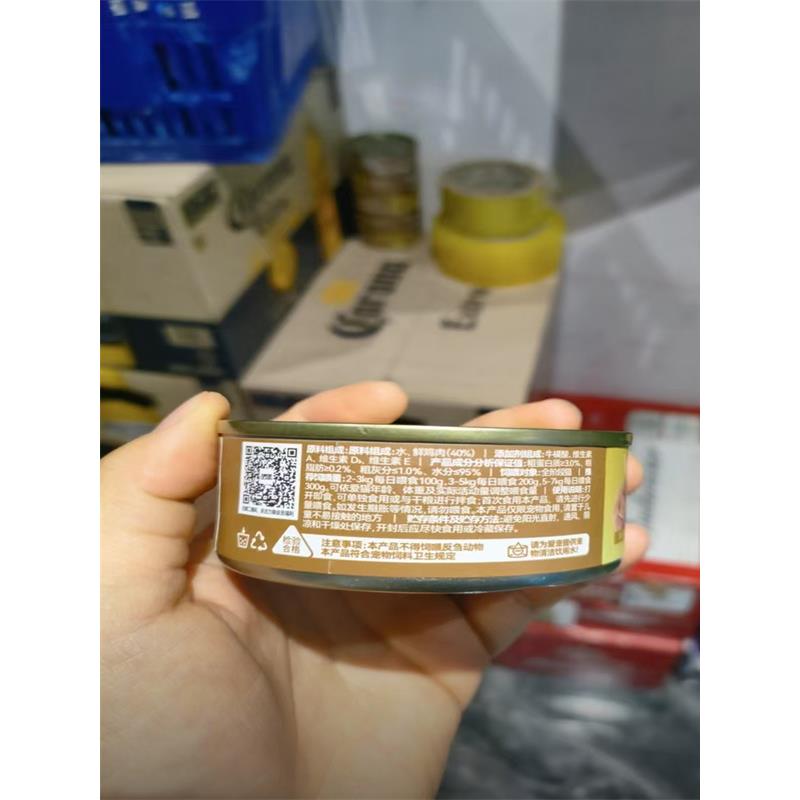 Corona
Corona
原料组成:原料组成:水、鲜鸡肉(40%) | 添加剂组成:牛磺酸, 维生素
A、维生素 D₃、维生素 E | 产品成分分析保证值:粗蛋白质≥3.0%、粗
脂肪≥0.2%、粗灰分≤1.0%、水分≤95% | 饲喂对象:全阶段猫 | 推
荐饲喂量:2-3kg每日喂食100g, 3-5kg每日喂食200g, 5-7kg每日喂食
300g, 可依爱猫年龄、体重及实际活动量调整喂食量 | 使用说明:打
开即食, 可单独食用或与干粮伴食;首次食用本产品, 请先进行少
量喂食, 如发生膨胀等情况, 请勿喂食, 本产品仅限宠物食用, 请置于儿
童不易接触的地方 | 贮存条件及贮存方法:避免阳光直射, 通风、阴
凉和干燥处保存, 开封后应尽快食用或冷藏保存。
检验
合格
注意事项:本产品不得饲喂反刍动物
本产品符合宠物饲料卫生规定
请为爱宠提供宠
物清洁饮用水!